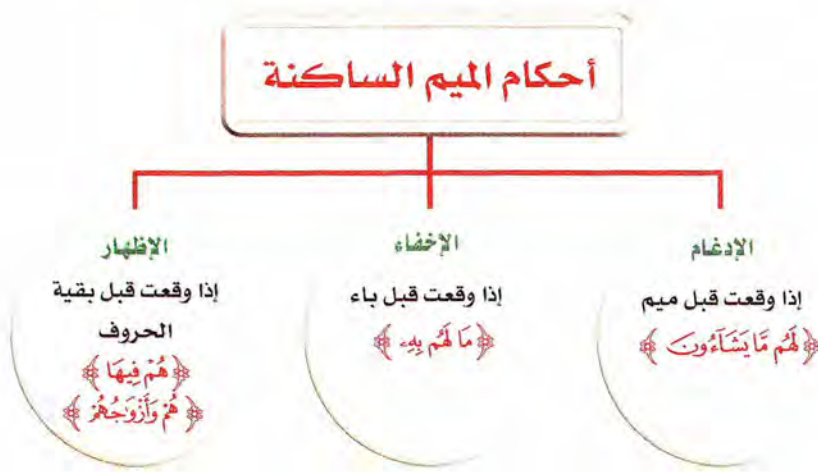 أحكام الميم الساكنة
الإدغام
إذا وقعت قبل ميم
﴿لَهُم مَّا يَشَآءُونَ﴾
الإخفاء
إذا وقعت قبل باء
﴿مَا لَهُم بِهِۦ﴾
الإظهار
إذا وقعت قبل بقية
الحروف
﴿هُمْ فِيهَا﴾
﴿هُمْ وَأَزْوَٰجُهُمْ﴾